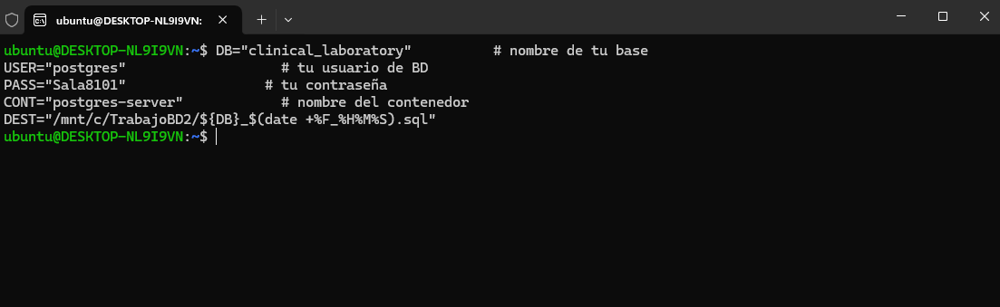 ubuntu@DESKTOP-NL9I9VN:
ubuntu@DESKTOP-NL9I9VN:~$ DB="clinical_laboratory"          # nombre de tu base
USER="postgres"                   # tu usuario de BD
PASS="Sala8101"                 # tu contraseña
CONT="postgres-server"            # nombre del contenedor
DEST="/mnt/c/TrabajoBD2/${DB}_$(date +%F_%H%M%S).sql"
ubuntu@DESKTOP-NL9I9VN:~$